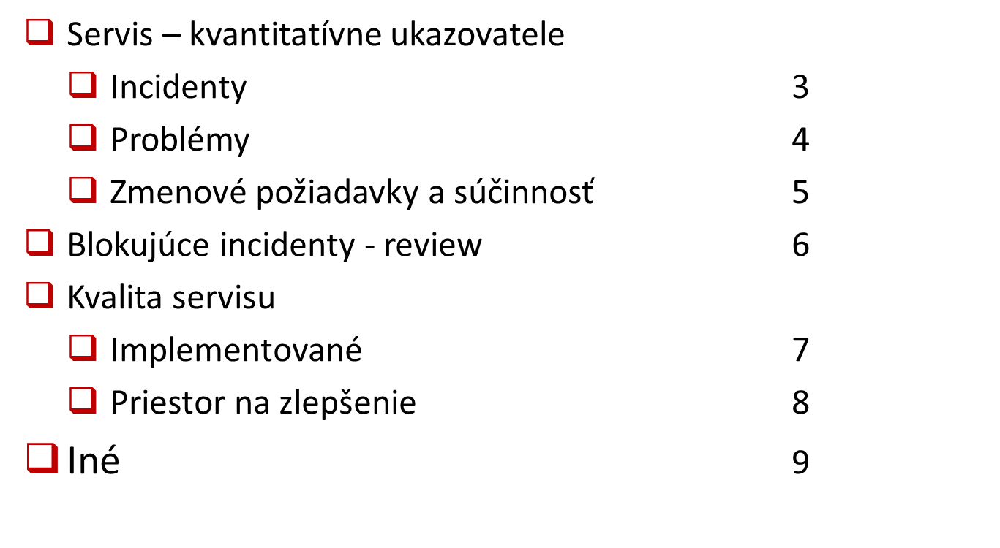 Servis – kvantitatívne ukazovatele
Incidenty 3
Problémy 4
Zmenové požiadavky a súčinnosť 5
Blokujúce incidenty - review 6
Kvalita servisu
Implementované 7
Priestor na zlepšenie 8
Iné 9